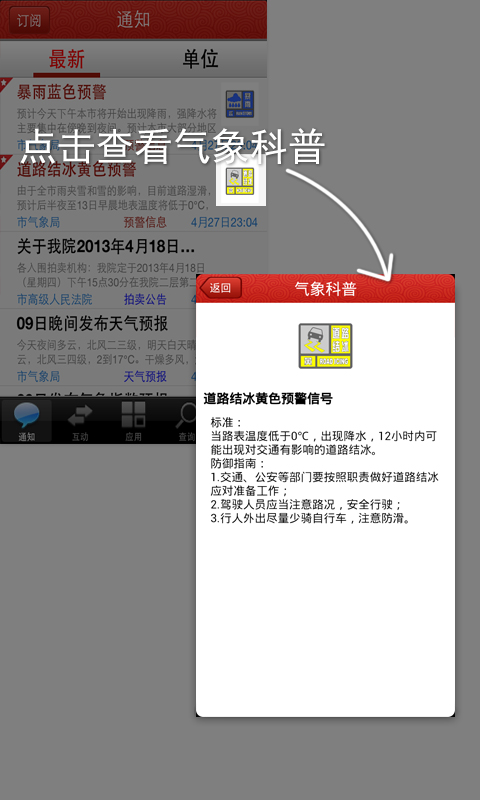 订阅
通知
最新
单位
暴雨蓝色预警
预计今天下午本市将开始出现降雨，强降水将
主要集中在傍晚到夜间。预计本市大部分地区
点击查看气象科普
道路结冰黄色预警
由于全市雨夹雪和雪的影响，目前道路湿滑，
预计后半夜至13日早晨地表温度将低于0℃，
市气象局
预警信息
4月27日23:04
关于我院2013年4月18日...
各人围拍卖机构：我院定于2013年4月18日
（星期四）下午15点30分在我院二层第二
市高级人民法院
拍卖公告
4月
09日晚间发布天气预报
今天夜间多云，北风二三级，明天白天晴
云，北风三四级，2到17℃。干燥多风，
市气象局
天气预报
4月
通知
互动
应用
查询
返回
气象科普
道路
结冰
黄 ROAD ICING
道路结冰黄色预警信号
标准：
当路表温度低于0℃，出现降水，12小时内可
能出现对交通有影响的道路结冰。
防御指南：
1.交通、公安等部门要按照职责做好道路结冰
应对准备工作；
2.驾驶人员应当注意路况，安全行驶；
3.行人外出尽量少骑自行车，注意防滑。